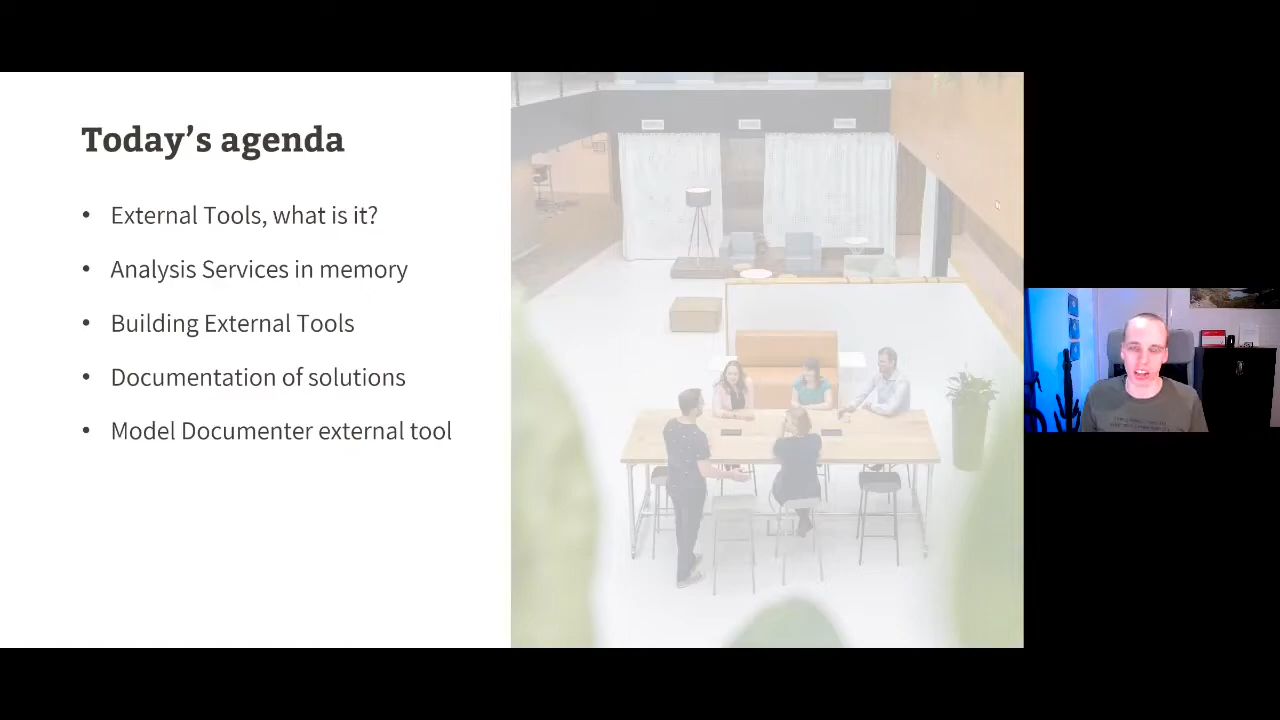 Today’s agenda
• External Tools, what is it?
• Analysis Services in memory
• Building External Tools
• Documentation of solutions
• Model Documenter external tool